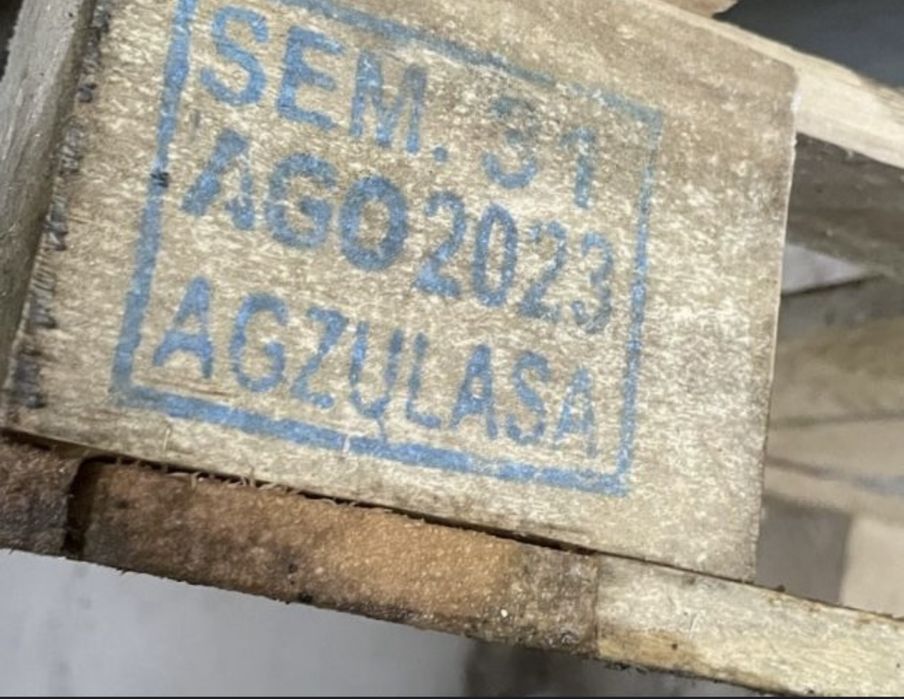 SEM. 31
AGO 2023
AGZULASA